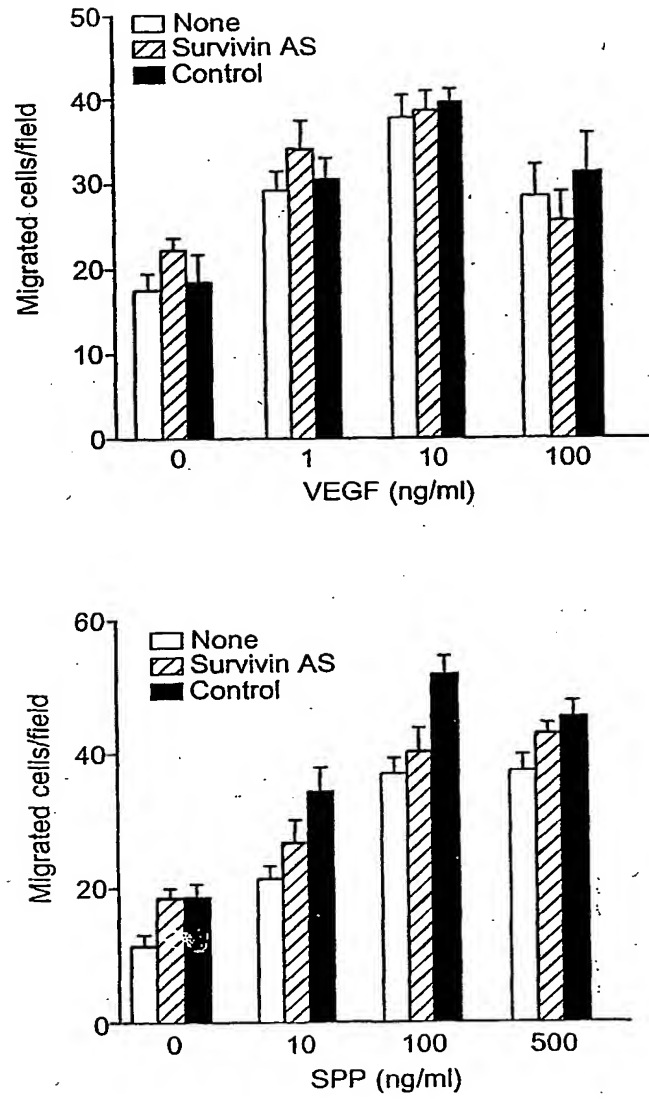 50
40
30
20
10
0
Migrated cells/field
None
Survivin AS
Control
0 1 10 100
VEGF (ng/ml)
60
40
20
0
Migrated cells/field
None
Survivin AS
Control
0 10 100 500
SPP (ng/ml)